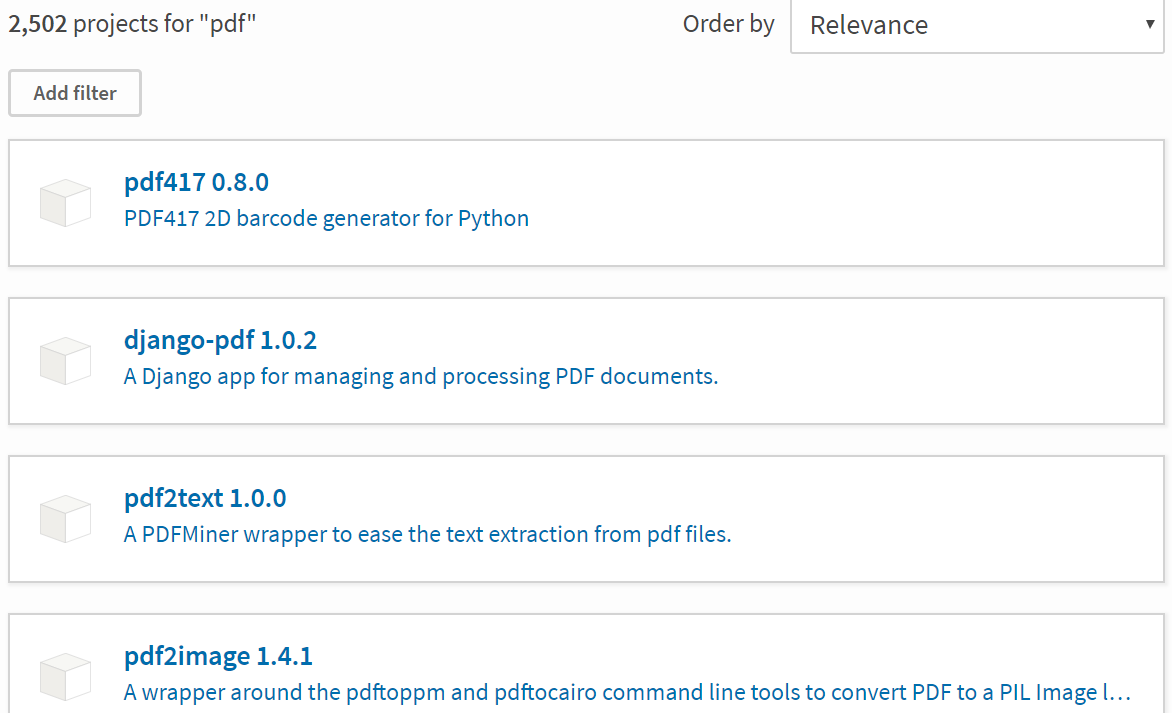 2,502 projects for "pdf"
Order by
Relevance
Add filter
pdf417 0.8.0
PDF417 2D barcode generator for Python
django-pdf 1.0.2
A Django app for managing and processing PDF documents.
pdf2text 1.0.0
A PDFMiner wrapper to ease the text extraction from pdf files.
pdf2image 1.4.1
A wrapper around the pdftoppm and pdftocairo command line tools to convert PDF to a PIL Image l…